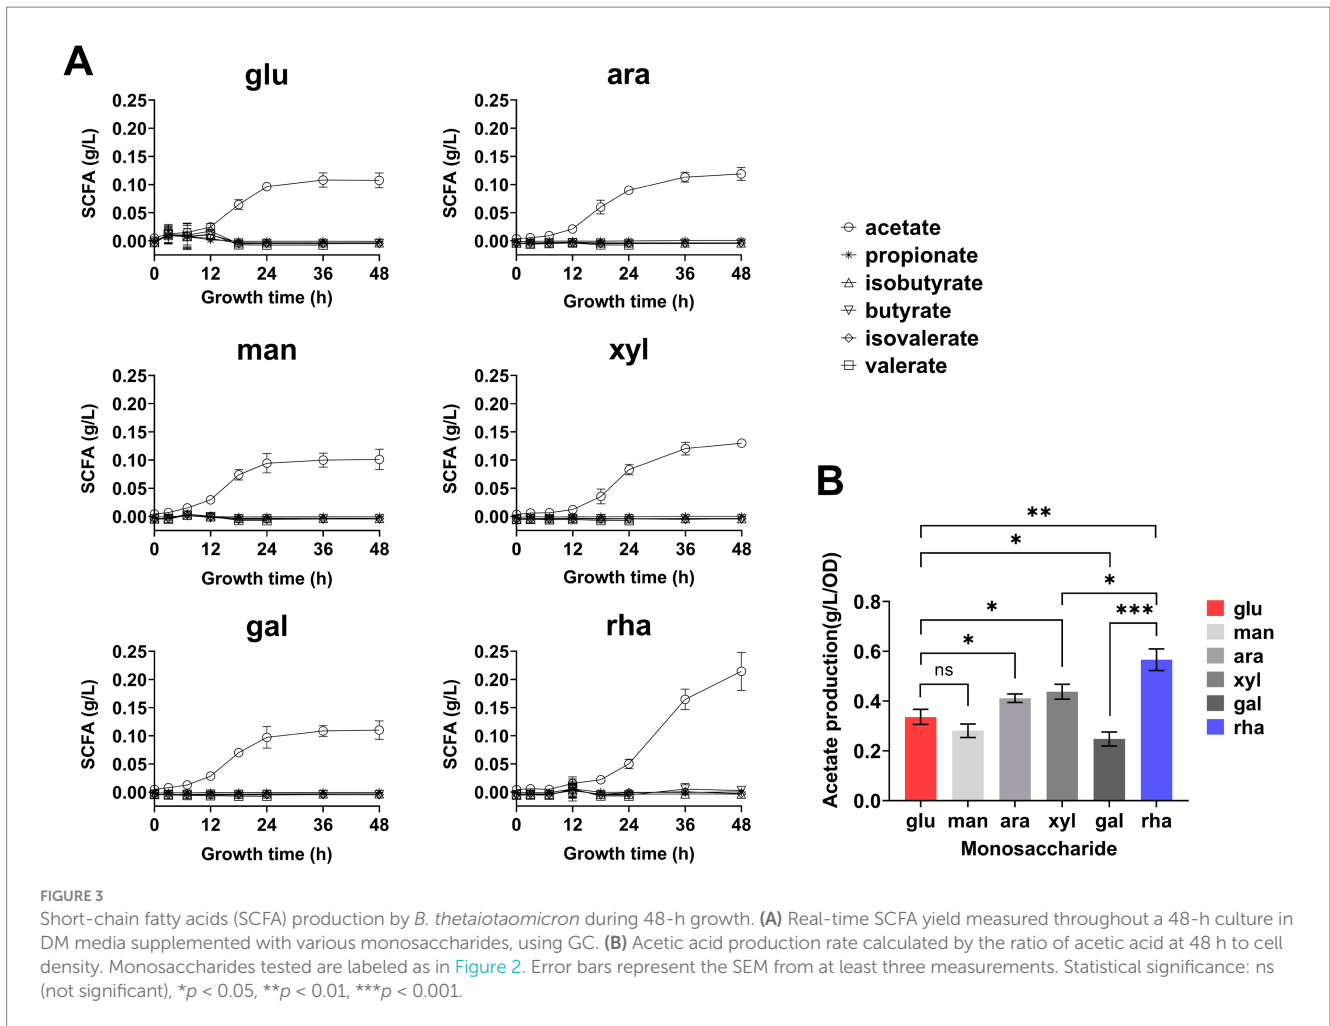 A
glu
0.25
0.20
0.15
0.10
0.05
0.00
SCFA (g/L)
0 12 24 36 48
Growth time (h)
ara
0.25
0.20
0.15
0.10
0.05
0.00
SCFA (g/L)
0 12 24 36 48
Growth time (h)
acetate
propionate
isobutyrate
butyrate
isovalerate
valerate
man
0.25
0.20
0.15
0.10
0.05
0.00
SCFA (g/L)
0 12 24 36 48
Growth time (h)
xyl
0.25
0.20
0.15
0.10
0.05
0.00
SCFA (g/L)
0 12 24 36 48
Growth time (h)
gal
0.25
0.20
0.15
0.10
0.05
0.00
SCFA (g/L)
0 12 24 36 48
Growth time (h)
rha
0.25
0.20
0.15
0.10
0.05
0.00
SCFA (g/L)
0 12 24 36 48
Growth time (h)
B
**
*
*
*
***
*
ns
0.8
0.6
0.4
0.2
0.0
Acetate production(g/L/OD)
glu man ara xyl gal rha
Monosaccharide
glu
man
ara
xyl
gal
rha
FIGURE 3
Short-chain fatty acids (SCFA) production by B. thetaiotaomicron during 48-h growth. (A) Real-time SCFA yield measured throughout a 48-h culture in
DM media supplemented with various monosaccharides, using GC. (B) Acetic acid production rate calculated by the ratio of acetic acid at 48 h to cell
density. Monosaccharides tested are labeled as in Figure 2. Error bars represent the SEM from at least three measurements. Statistical significance: ns
(not significant), *p < 0.05, **p < 0.01, ***p < 0.001.